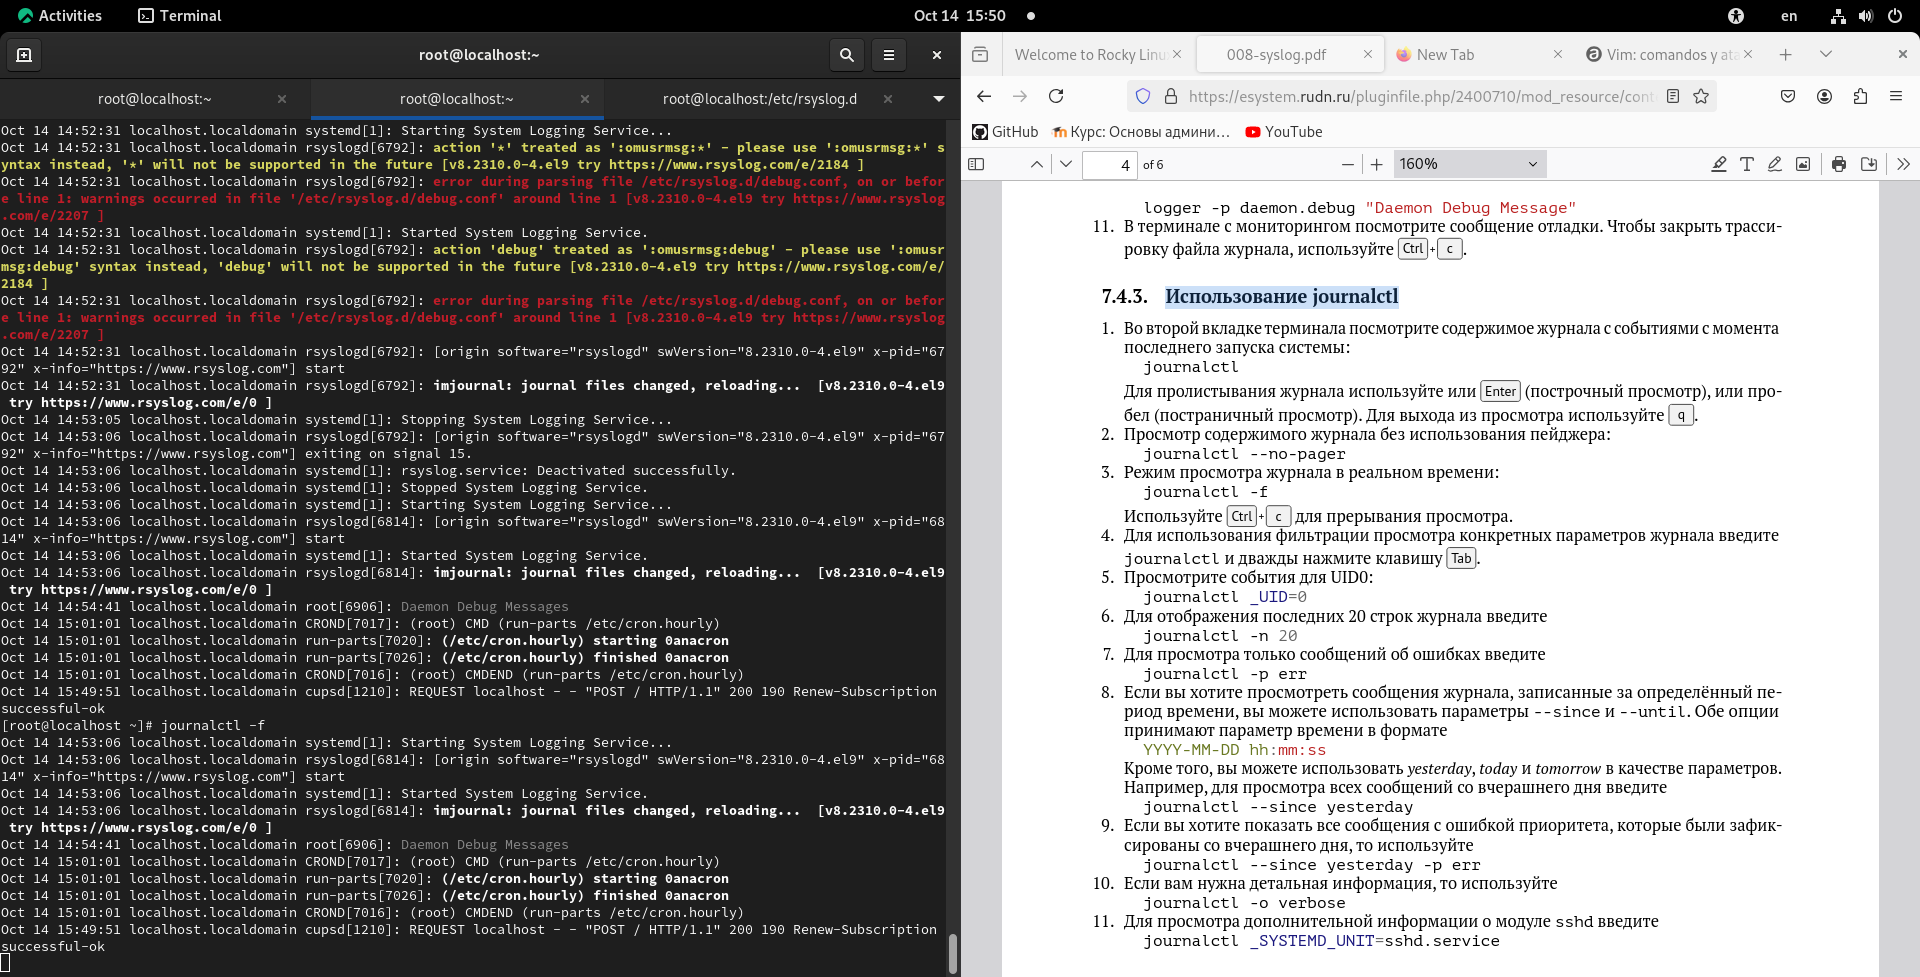 Activities
Terminal
Oct 14 15:50
en
root@localhost:~
root@localhost:~
root@localhost:~
root@localhost:/etc/rsyslog.d
Oct 14 14:52:31 localhost.localdomain systemd[1]: Starting System Logging Service...
Oct 14 14:52:31 localhost.localdomain rsyslogd[6792]: action '*' treated as ':omusrmsg:*' - please use ':omusrmsg:*' s
yntax instead, '*' will not be supported in the future [v8.2310.0-4.el9 try https://www.rsyslog.com/e/2184 ]
Oct 14 14:52:31 localhost.localdomain rsyslogd[6792]: error during parsing file /etc/rsyslog.d/debug.conf, on or befor
e line 1: warnings occurred in file '/etc/rsyslog.d/debug.conf' around line 1 [v8.2310.0-4.el9 try https://www.rsyslog
.com/e/2207 ]
Oct 14 14:52:31 localhost.localdomain systemd[1]: Started System Logging Service.
Oct 14 14:52:31 localhost.localdomain rsyslogd[6792]: action 'debug' treated as ':omusrmsg:debug' - please use ':omusr
msg:debug' syntax instead, 'debug' will not be supported in the future [v8.2310.0-4.el9 try https://www.rsyslog.com/e/
2184 ]
Oct 14 14:52:31 localhost.localdomain rsyslogd[6792]: error during parsing file /etc/rsyslog.d/debug.conf, on or befor
e line 1: warnings occurred in file '/etc/rsyslog.d/debug.conf' around line 1 [v8.2310.0-4.el9 try https://www.rsyslog
.com/e/2207 ]
Oct 14 14:52:31 localhost.localdomain rsyslogd[6792]: [origin software="rsyslogd" swVersion="8.2310.0-4.el9" x-pid="67
92" x-info="https://www.rsyslog.com"] start
Oct 14 14:52:31 localhost.localdomain rsyslogd[6792]: imjournal: journal files changed, reloading...  [v8.2310.0-4.el9
 try https://www.rsyslog.com/e/0 ]
Oct 14 14:53:05 localhost.localdomain systemd[1]: Stopping System Logging Service...
Oct 14 14:53:06 localhost.localdomain rsyslogd[6792]: [origin software="rsyslogd" swVersion="8.2310.0-4.el9" x-pid="67
92" x-info="https://www.rsyslog.com"] exiting on signal 15.
Oct 14 14:53:06 localhost.localdomain systemd[1]: rsyslog.service: Deactivated successfully.
Oct 14 14:53:06 localhost.localdomain systemd[1]: Stopped System Logging Service.
Oct 14 14:53:06 localhost.localdomain systemd[1]: Starting System Logging Service...
Oct 14 14:53:06 localhost.localdomain rsyslogd[6814]: [origin software="rsyslogd" swVersion="8.2310.0-4.el9" x-pid="68
14" x-info="https://www.rsyslog.com"] start
Oct 14 14:53:06 localhost.localdomain systemd[1]: Started System Logging Service.
Oct 14 14:53:06 localhost.localdomain rsyslogd[6814]: imjournal: journal files changed, reloading...  [v8.2310.0-4.el9
 try https://www.rsyslog.com/e/0 ]
Oct 14 14:54:41 localhost.localdomain root[6906]: Daemon Debug Messages
Oct 14 15:01:01 localhost.localdomain CROND[7017]: (root) CMD (run-parts /etc/cron.hourly)
Oct 14 15:01:01 localhost.localdomain run-parts[7020]: (/etc/cron.hourly) starting 0anacron
Oct 14 15:01:01 localhost.localdomain run-parts[7026]: (/etc/cron.hourly) finished 0anacron
Oct 14 15:01:01 localhost.localdomain CROND[7016]: (root) CMDEND (run-parts /etc/cron.hourly)
Oct 14 15:49:51 localhost.localdomain cupsd[1210]: REQUEST localhost - - "POST / HTTP/1.1" 200 190 Renew-Subscription
successful-ok
[root@localhost ~]# journalctl -f
Oct 14 14:53:06 localhost.localdomain systemd[1]: Starting System Logging Service...
Oct 14 14:53:06 localhost.localdomain rsyslogd[6814]: [origin software="rsyslogd" swVersion="8.2310.0-4.el9" x-pid="68
14" x-info="https://www.rsyslog.com"] start
Oct 14 14:53:06 localhost.localdomain systemd[1]: Started System Logging Service.
Oct 14 14:53:06 localhost.localdomain rsyslogd[6814]: imjournal: journal files changed, reloading...  [v8.2310.0-4.el9
 try https://www.rsyslog.com/e/0 ]
Oct 14 14:54:41 localhost.localdomain root[6906]: Daemon Debug Messages
Oct 14 15:01:01 localhost.localdomain CROND[7017]: (root) CMD (run-parts /etc/cron.hourly)
Oct 14 15:01:01 localhost.localdomain run-parts[7020]: (/etc/cron.hourly) starting 0anacron
Oct 14 15:01:01 localhost.localdomain run-parts[7026]: (/etc/cron.hourly) finished 0anacron
Oct 14 15:01:01 localhost.localdomain CROND[7016]: (root) CMDEND (run-parts /etc/cron.hourly)
Oct 14 15:49:51 localhost.localdomain cupsd[1210]: REQUEST localhost - - "POST / HTTP/1.1" 200 190 Renew-Subscription
successful-ok
Welcome to Rocky Linu
008-syslog.pdf
New Tab
Vim: comandos y ata
https://esystem.rudn.ru/pluginfile.php/2400710/mod_resource/cont
GitHub
Курс: Основы админи...
YouTube
4 of 6
160%
logger -p daemon.debug "Daemon Debug Message"
11. В терминале с мониторингом посмотрите сообщение отладки. Чтобы закрыть трасси-
ровку файла журнала, используйте Ctrl + c .
7.4.3. Использование journalctl
1. Во второй вкладке терминала посмотрите содержимое журнала с событиями с момента
последнего запуска системы:
journalctl
Для пролистывания журнала используйте или Enter (построчный просмотр), или про-
бел (постраничный просмотр). Для выхода из просмотра используйте q .
2. Просмотр содержимого журнала без использования пейджера:
journalctl --no-pager
3. Режим просмотра журнала в реальном времени:
journalctl -f
Используйте Ctrl + c для прерывания просмотра.
4. Для использования фильтрации просмотра конкретных параметров журнала введите
journalctl и дважды нажмите клавишу Tab .
5. Просмотрите события для UID0:
journalctl _UID=0
6. Для отображения последних 20 строк журнала введите
journalctl -n 20
7. Для просмотра только сообщений об ошибках введите
journalctl -p err
8. Если вы хотите просмотреть сообщения журнала, записанные за определённый пе-
риод времени, вы можете использовать параметры --since и --until. Обе опции
принимают параметр времени в формате
YYYY-MM-DD hh:mm:ss
Кроме того, вы можете использовать yesterday, today и tomorrow в качестве параметров.
Например, для просмотра всех сообщений со вчерашнего дня введите
journalctl --since yesterday
9. Если вы хотите показать все сообщения с ошибкой приоритета, которые были зафик-
сированы со вчерашнего дня, то используйте
journalctl --since yesterday -p err
10. Если вам нужна детальная информация, то используйте
journalctl -o verbose
11. Для просмотра дополнительной информации о модуле sshd введите
journalctl _SYSTEMD_UNIT=sshd.service